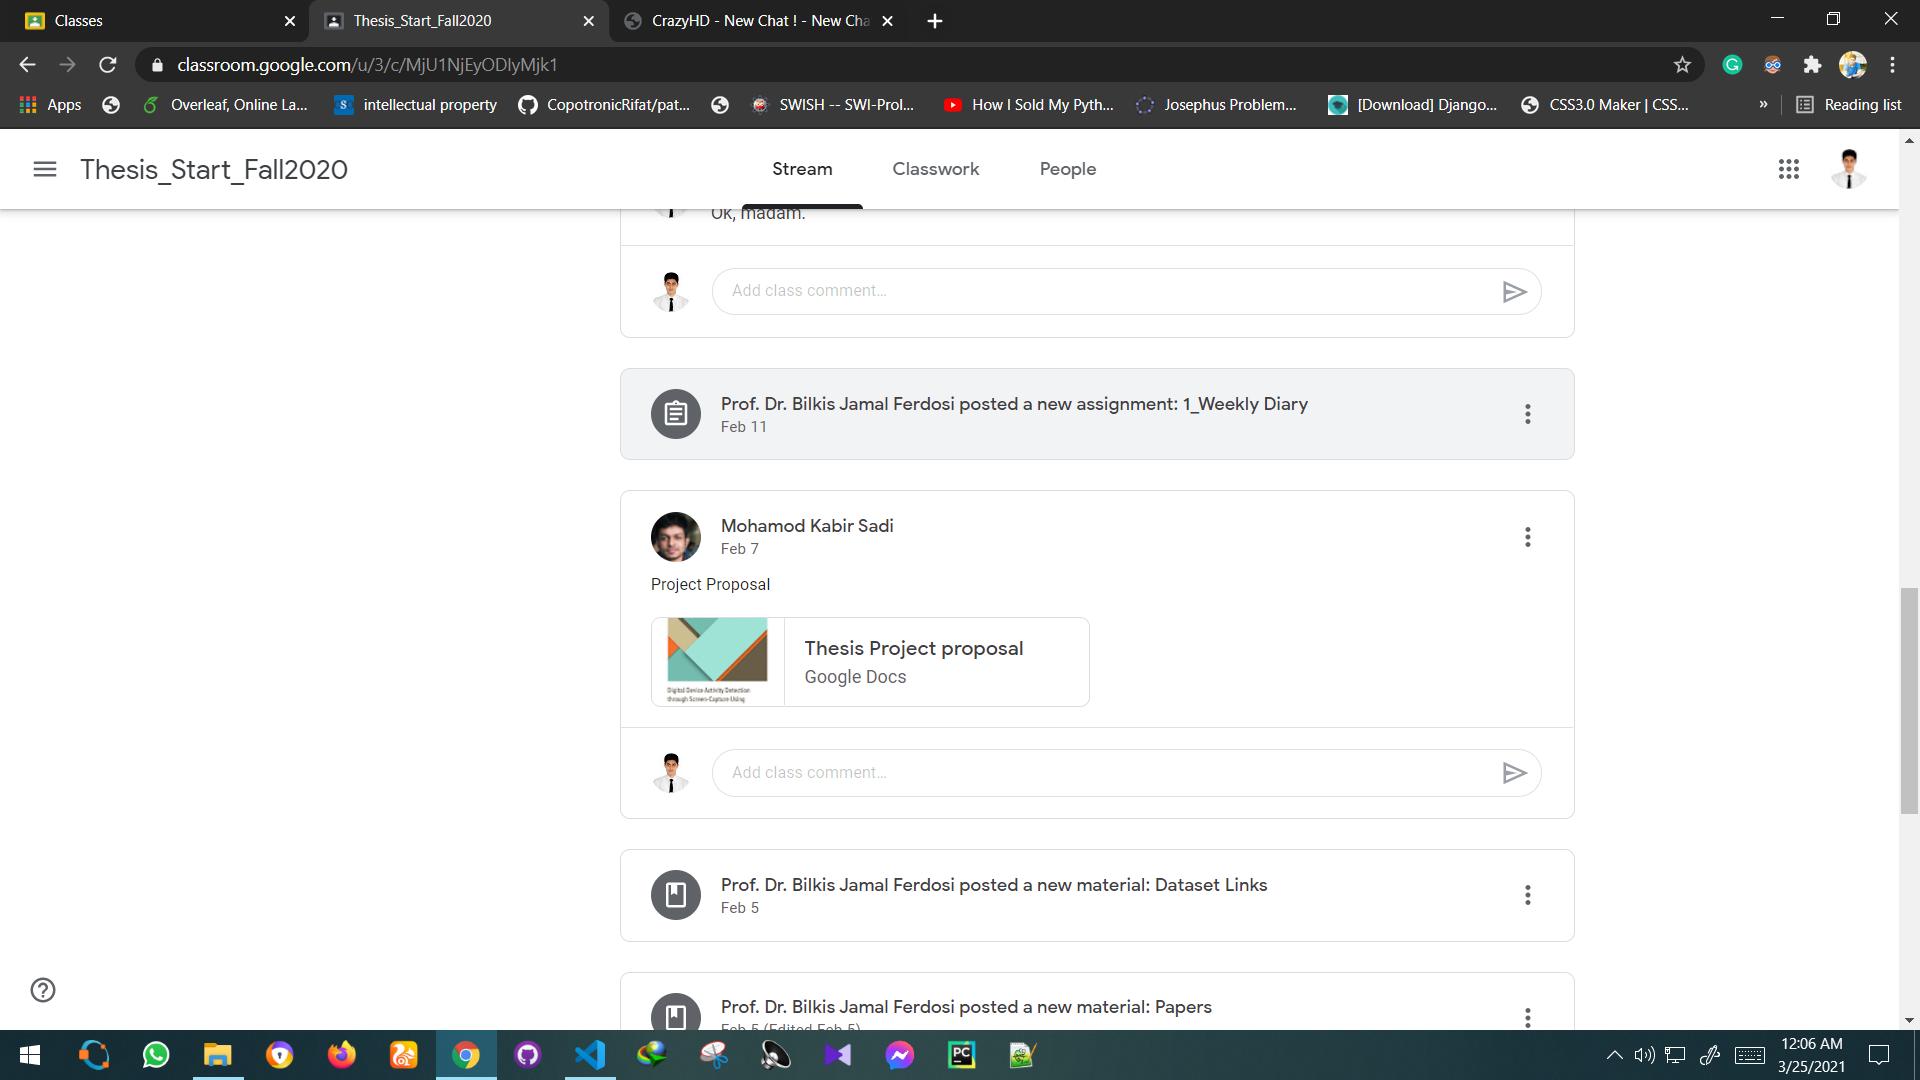 Classes
Thesis_Start_Fall2020
CrazyHD - New Chat ! - New Cha
classroom.google.com/u/3/c/MjU1NjEyODIyMjk1
Apps
Overleaf, Online La...
intellectual property
CopotronicRifat/pat...
SWISH -- SWI-Prol...
How I Sold My Pyth...
Josephus Problem...
[Download] Django...
CSS3.0 Maker | CSS...
»
Reading list
Thesis_Start_Fall2020
Stream
Classwork
People
Ok, madam.
Add class comment...
Prof. Dr. Bilkis Jamal Ferdosi posted a new assignment: 1_Weekly Diary
Feb 11
Mohamod Kabir Sadi
Feb 7
Project Proposal
Thesis Project proposal
Google Docs
Digital Device Activity Detection
through Screen-Capture Using
Add class comment...
Prof. Dr. Bilkis Jamal Ferdosi posted a new material: Dataset Links
Feb 5
Prof. Dr. Bilkis Jamal Ferdosi posted a new material: Papers
Feb 5 (Edited Feb 5)
12:06 AM
3/25/2021